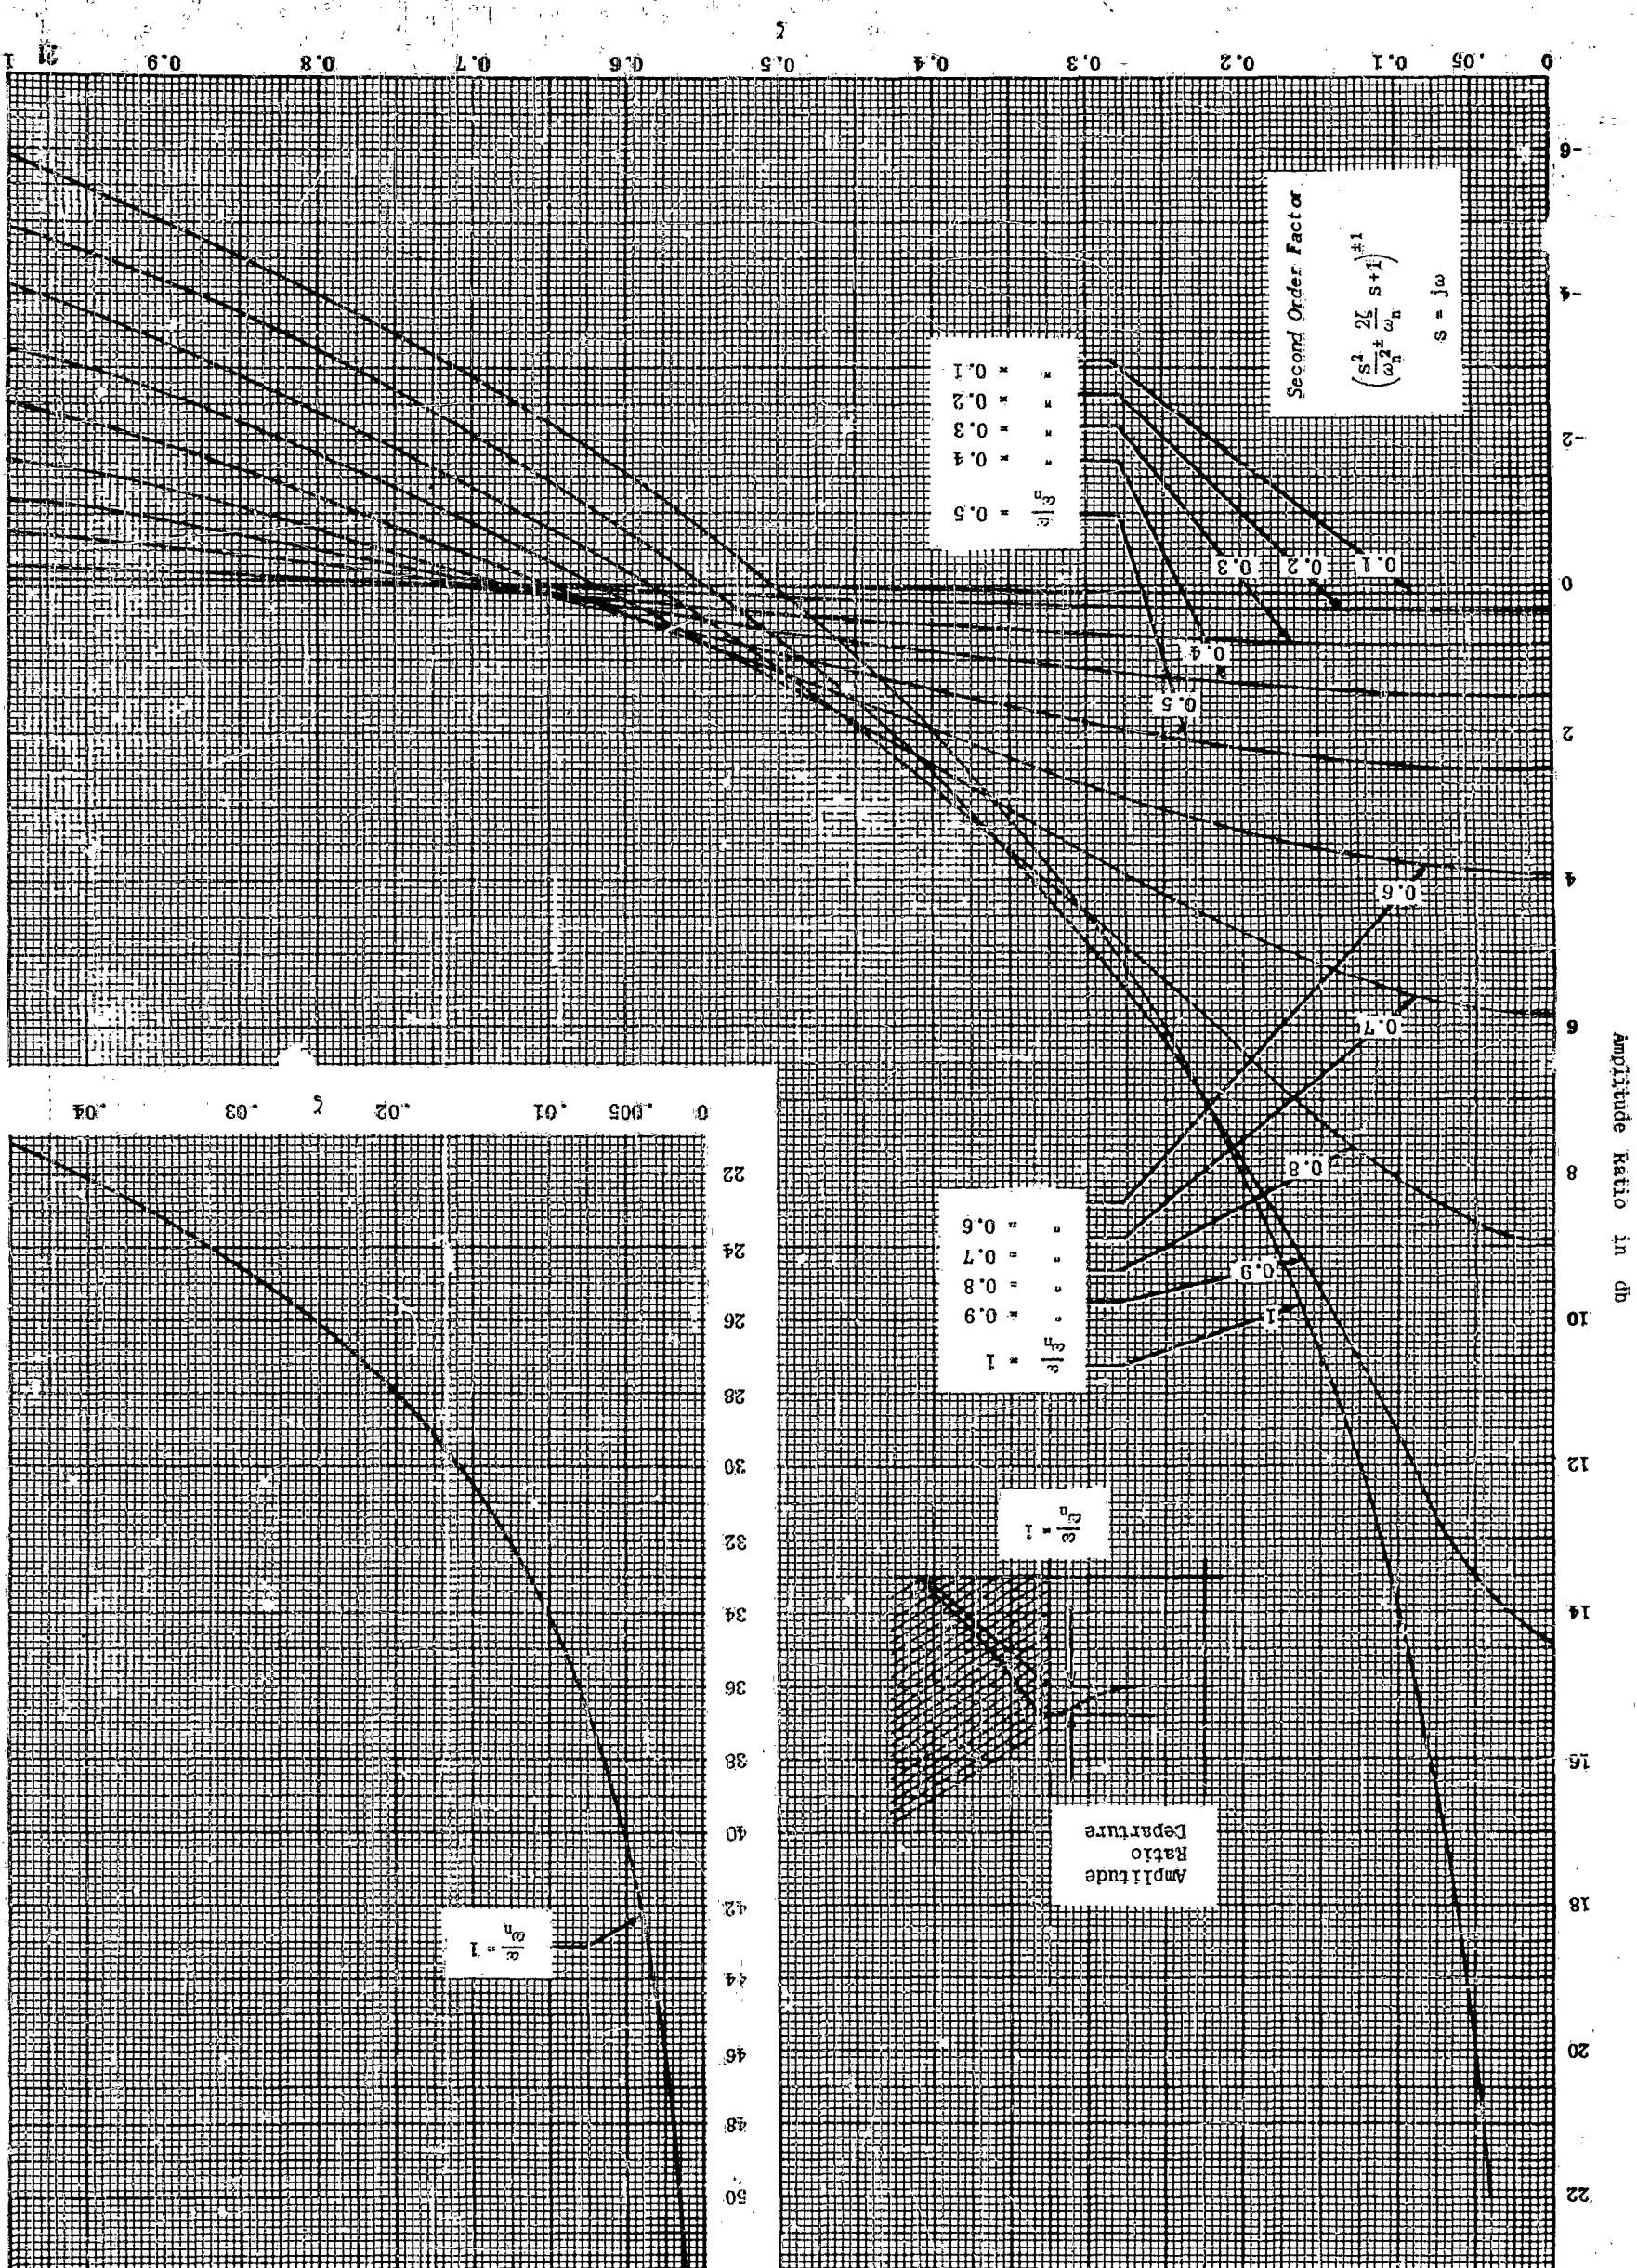 Amplitude Ratio in db
22
20
18
16
14
12
10
8
6
4
2
0
-2
-4
-6
Amplitude
Ratio
Departure
ω/ωn = 1
ω/ωn = 1
" = 0.9
" = 0.8
" = 0.7
" = 0.6
1
0.9
0.8
0.7
0.6
ω/ωn = 0.5
" = 0.4
" = 0.3
" = 0.2
" = 0.1
0.5
0.4
0.3
0.2
0.1
Second Order Factor
(s²/ωn² ± 2ζ/ωn s + 1)±1
s = jω
0 .05 0.1 0.2 0.3 0.4 0.5 0.6 0.7 0.8 0.9 1
ζ
50
48
46
44
42
40
38
36
34
32
30
28
26
24
22
ω/ωn = 1
0 .005 .01 .02 .03 .04
ζ
21